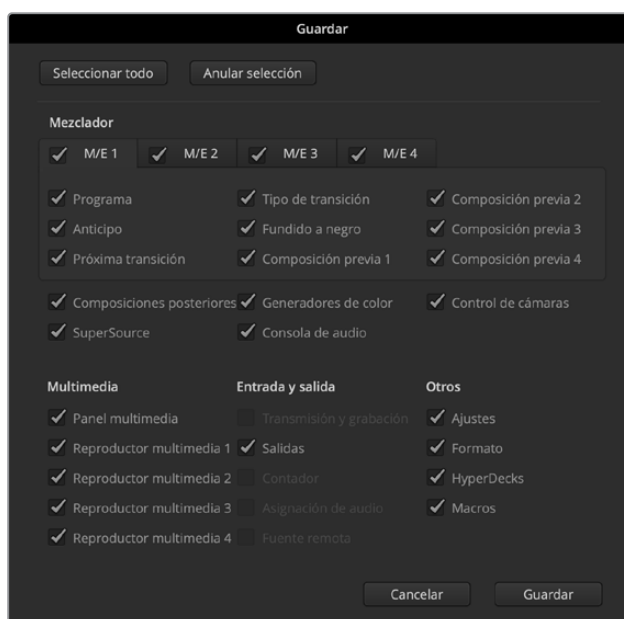 Guardar
Seleccionar todo Anular selección
Mezclador
M/E 1 M/E 2 M/E 3 M/E 4
Programa Tipo de transición Composición previa 2
Anticipo Fundido a negro Composición previa 3
Próxima transición Composición previa 1 Composición previa 4
Composiciones posteriores Generadores de color Control de cámaras
SuperSource Consola de audio
Multimedia Entrada y salida Otros
Panel multimedia Transmisión y grabación Ajustes
Reproductor multimedia 1 Salidas Formato
Reproductor multimedia 2 Contador HyperDecks
Reproductor multimedia 3 Asignación de audio Macros
Reproductor multimedia 4 Fuente remota
Cancelar Guardar